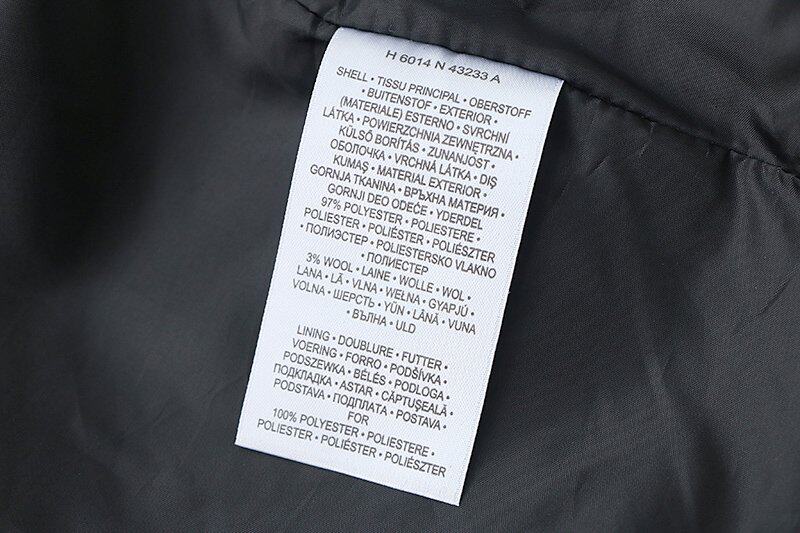 H 6014 N 43233 A
SHELL • TISSU PRINCIPAL • OBERSTOFF
• BUITENSTOF • EXTERIOR •
(MATERIALE) ESTERNO • SVRCHNÍ
LÁTKA • POWIERZCHNIA ZEWNĘTRZNA •
KÜLSŐ BORÍTÁS • ZUNANJOST •
ОБОЛОЧКА • VRCHNÁ LÁTKA • DIŞ
KUMAŞ • MATERIAL EXTERIOR •
GORNJA TKANINA • ВРЪХНА МАТЕРИЯ •
GORNJI DEO ODEČE • YDERDEL
97% POLYESTER • POLIESTERE •
POLIESTER • POLIÉSTER • POLIÉSZTER
• ПОЛИЭСТЕР • POLIESTERSKO VLAKNO
• ПОЛИЕСТЕР
3% WOOL • LAINE • WOLLE • WOL •
LANA • LÃ • VLNA • WEŁNA • GYAPJÚ •
VOLNA • ШЕРСТЬ • YÜN • LÂNĂ • VUNA
• ВЪЛНА • ULD
LINING • DOUBLURE • FUTTER •
VOERING • FORRO • PODŠÍVKA •
PODSZEWKA • BÉLÉS • PODLOGA •
ПОДКЛАДКА • ASTAR • CĂPTUŞEALĂ •
POSTAVA • ПОДПЛАТА • POSTAVA •
FOR
100% POLYESTER • POLIESTERE •
POLIESTER • POLIÉSTER • POLIÉSZTER